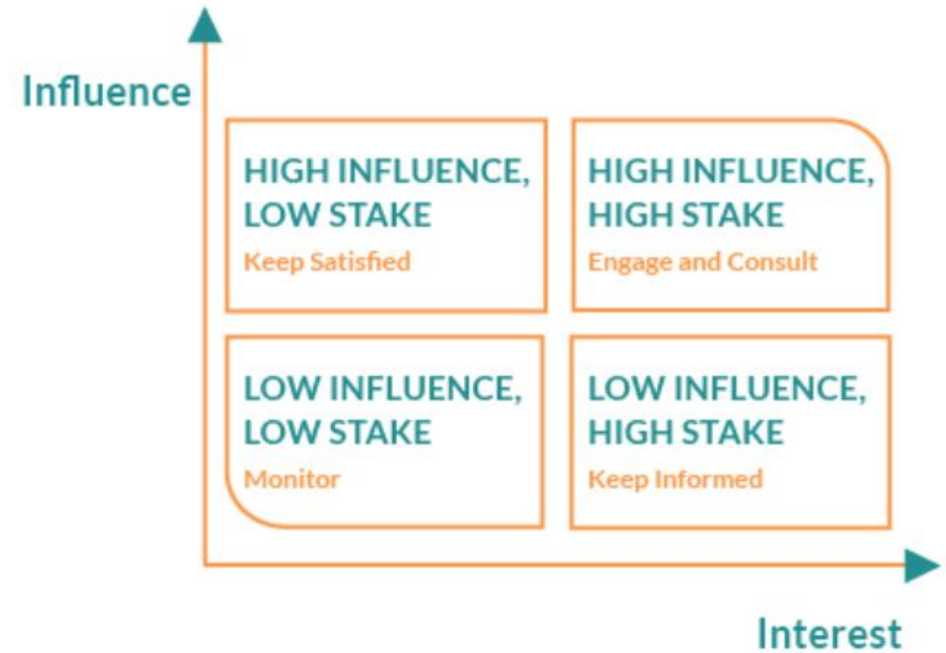 Influence
HIGH INFLUENCE,
LOW STAKE
Keep Satisfied
HIGH INFLUENCE,
HIGH STAKE
Engage and Consult
LOW INFLUENCE,
LOW STAKE
Monitor
LOW INFLUENCE,
HIGH STAKE
Keep Informed
Interest